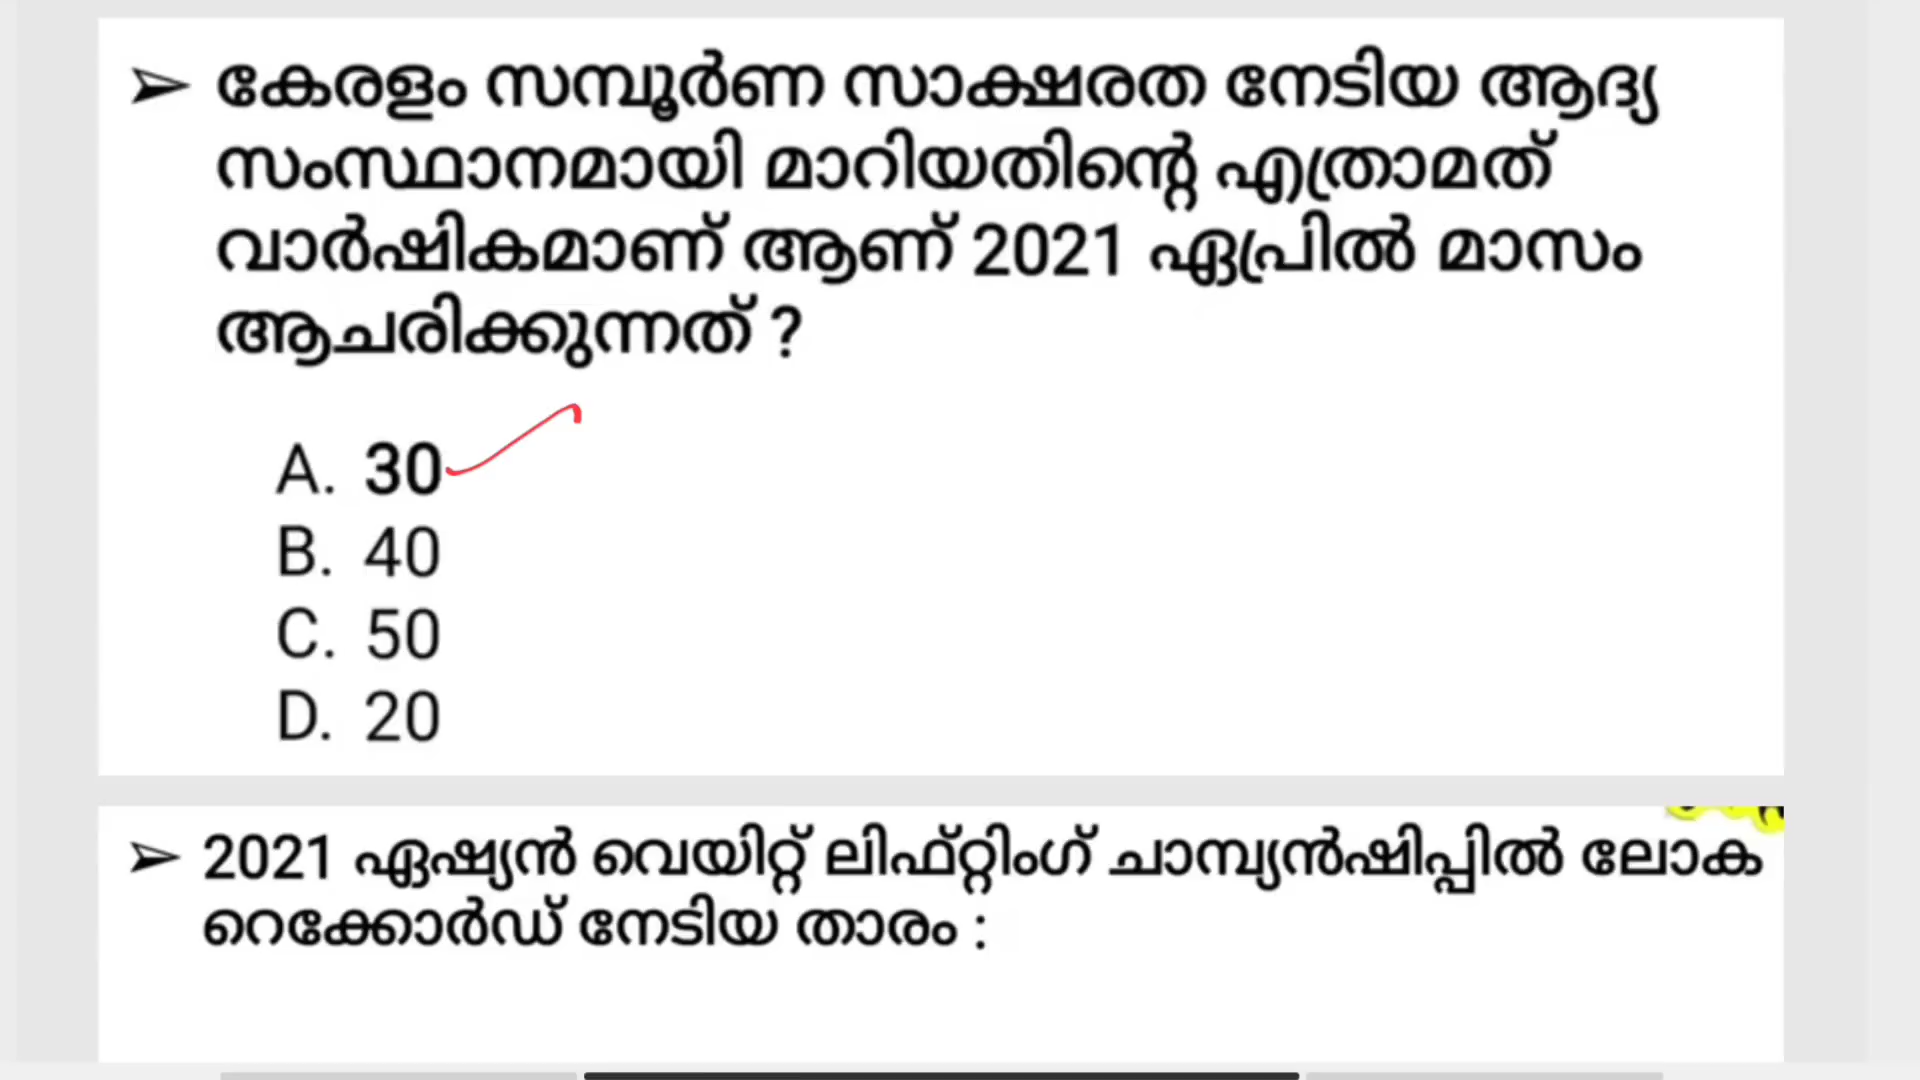 ➢ കേരളം സമ്പൂർണ സാക്ഷരത നേടിയ ആദ്യ
സംസ്ഥാനമായി മാറിയതിന്റെ എത്രാമത്
വാർഷികമാണ് ആണ് 2021 ഏപ്രിൽ മാസം
ആചരിക്കുന്നത് ?
A. 30
B. 40
C. 50
D. 20
➢ 2021 ഏഷ്യൻ വെയിറ്റ് ലിഫ്റ്റിംഗ് ചാമ്പ്യൻഷിപ്പിൽ ലോക
റെക്കോർഡ് നേടിയ താരം :